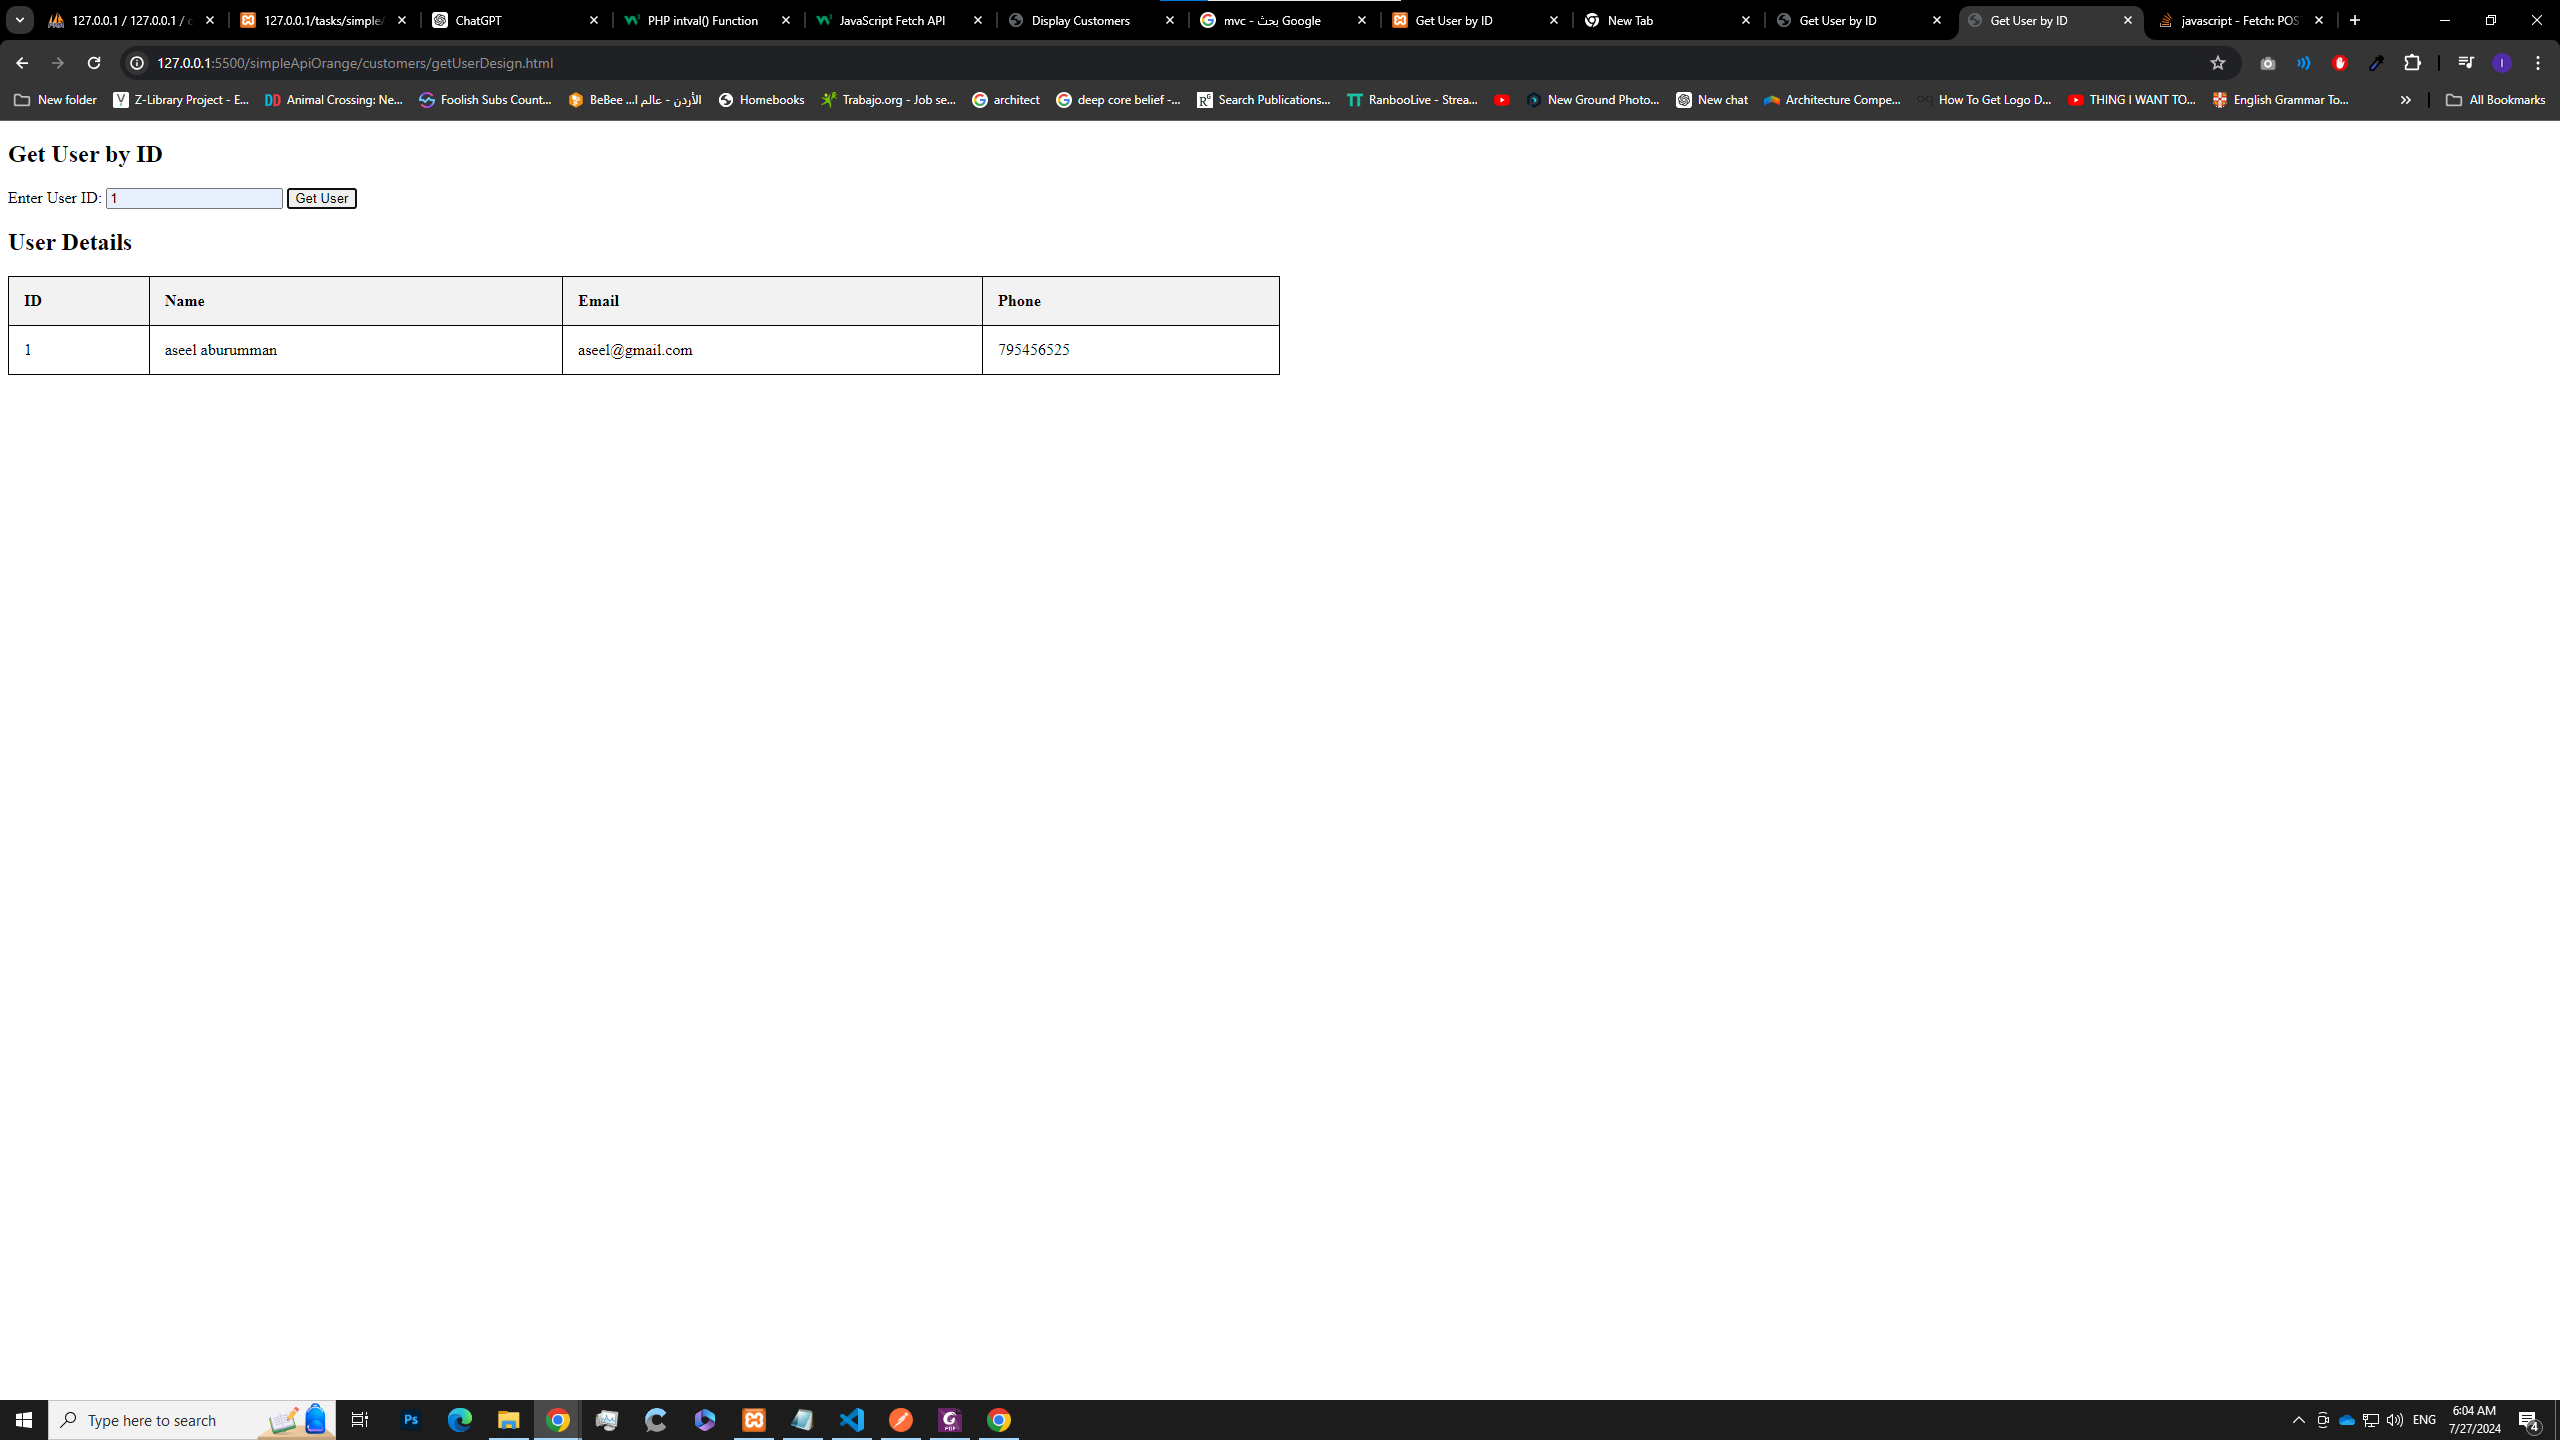 127.0.0.1 / 127.0.0.1 / c
127.0.0.1/tasks/simpleA
ChatGPT
PHP intval() Function
JavaScript Fetch API
Display Customers
mvc - بحث Google
Get User by ID
New Tab
Get User by ID
Get User by ID
javascript - Fetch: POS
127.0.0.1:5500/simpleApiOrange/customers/getUserDesign.html
New folder
Z-Library Project - E...
Animal Crossing: Ne...
Foolish Subs Count...
BeBee ...الأردن - عالم ا
Homebooks
Trabajo.org - Job se...
architect
deep core belief -...
Search Publications...
RanbooLive - Strea...
New Ground Photo...
New chat
Architecture Compe...
How To Get Logo D...
THING I WANT TO...
English Grammar To...
All Bookmarks
Get User by ID
Enter User ID: 1 Get User
User Details
ID Name Email Phone
1 aseel aburumman aseel@gmail.com 795456525
Type here to search
Ps
ENG
6:04 AM
7/27/2024
4